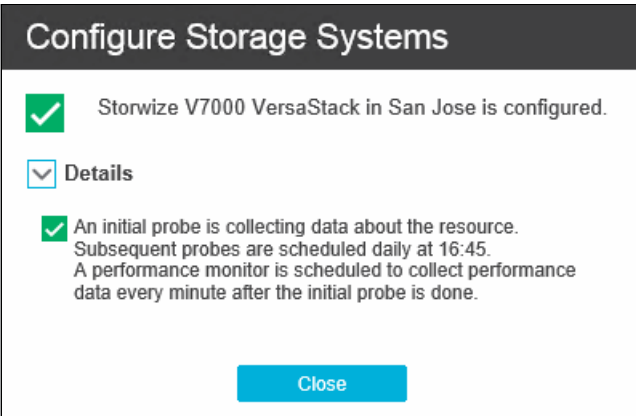 Configure Storage Systems
Storwize V7000 VersaStack in San Jose is configured.
Details
An initial probe is collecting data about the resource.
Subsequent probes are scheduled daily at 16:45.
A performance monitor is scheduled to collect performance
data every minute after the initial probe is done.
Close